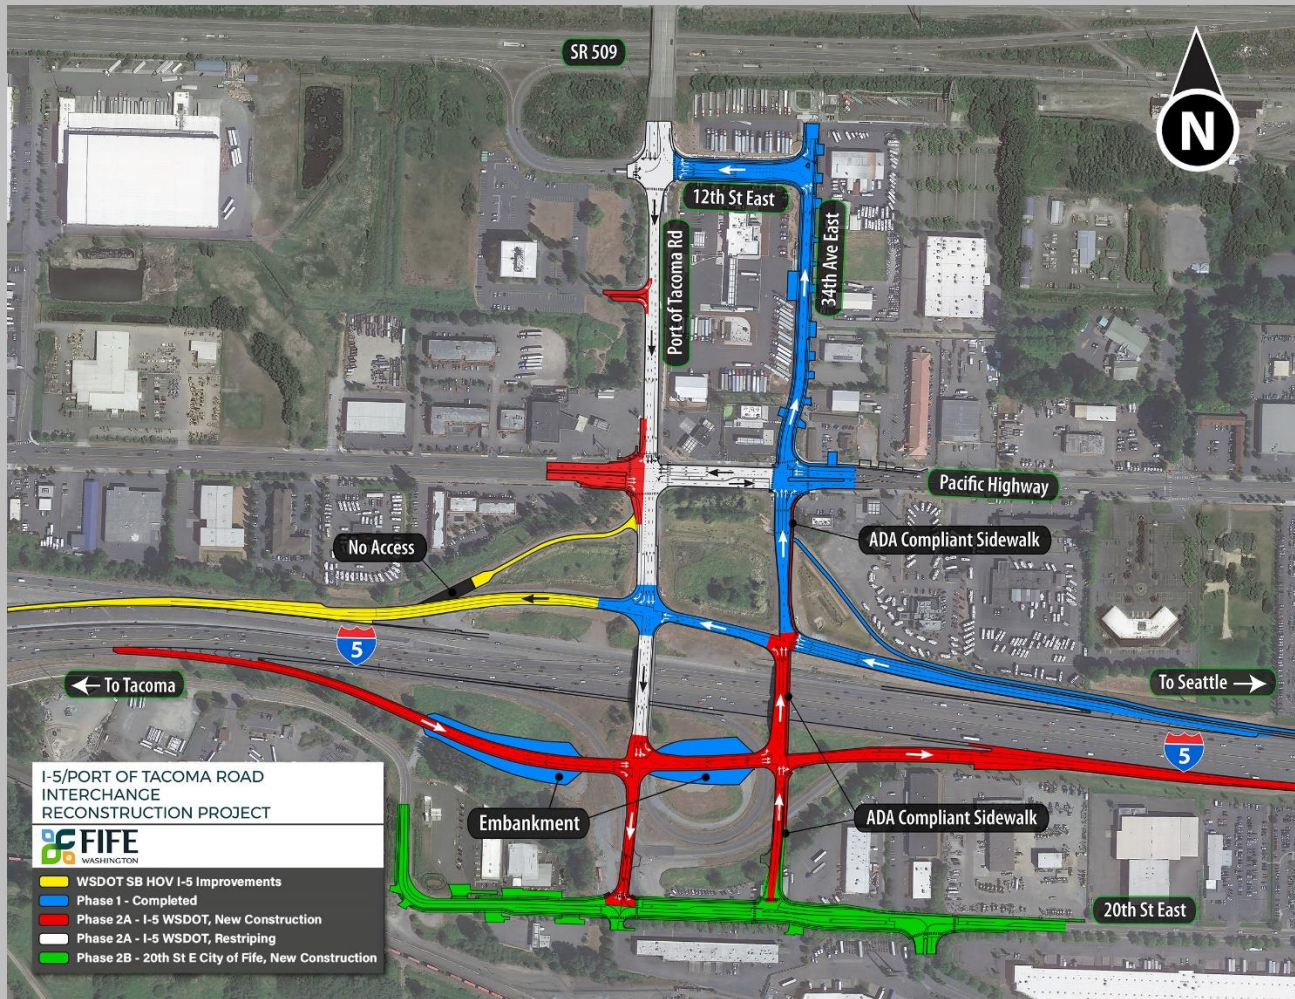 SR 509
N
12th St East
34th Ave East
Port of Tacoma Rd
Pacific Highway
ADA Compliant Sidewalk
No Access
5
To Tacoma
To Seattle
5
Embankment
ADA Compliant Sidewalk
20th St East
I-5/PORT OF TACOMA ROAD
INTERCHANGE
RECONSTRUCTION PROJECT
FIFE
WASHINGTON
WSDOT SB HOV I-5 Improvements
Phase 1 - Completed
Phase 2A - I-5 WSDOT, New Construction
Phase 2A - I-5 WSDOT, Restriping
Phase 2B - 20th St E City of Fife, New Construction